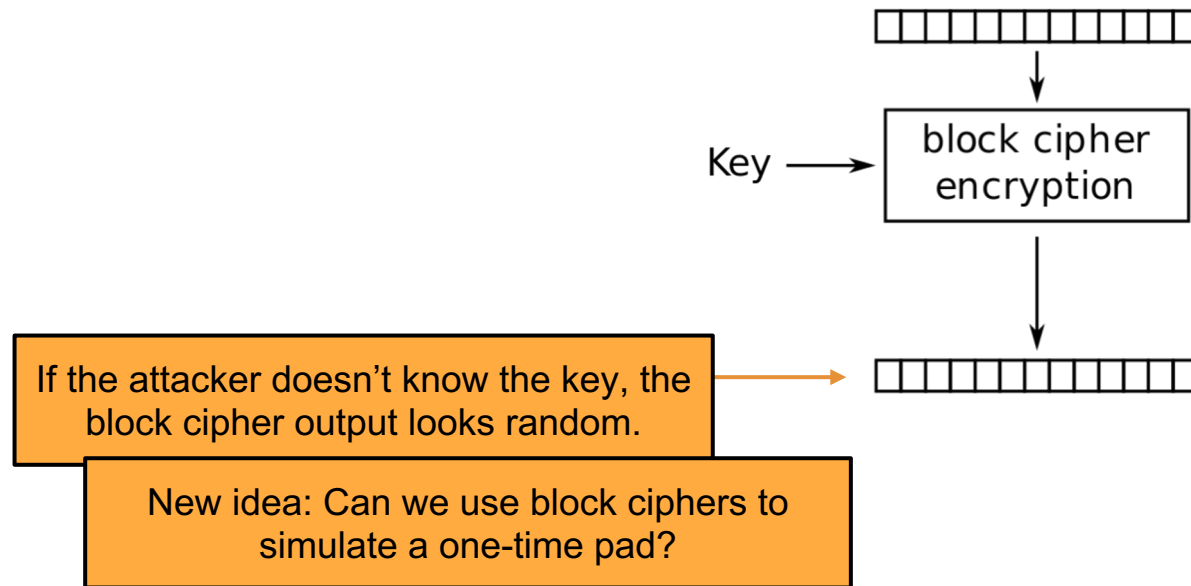 block cipher
encryption
Key
If the attacker doesn’t know the key, the
block cipher output looks random.
New idea: Can we use block ciphers to
simulate a one-time pad?